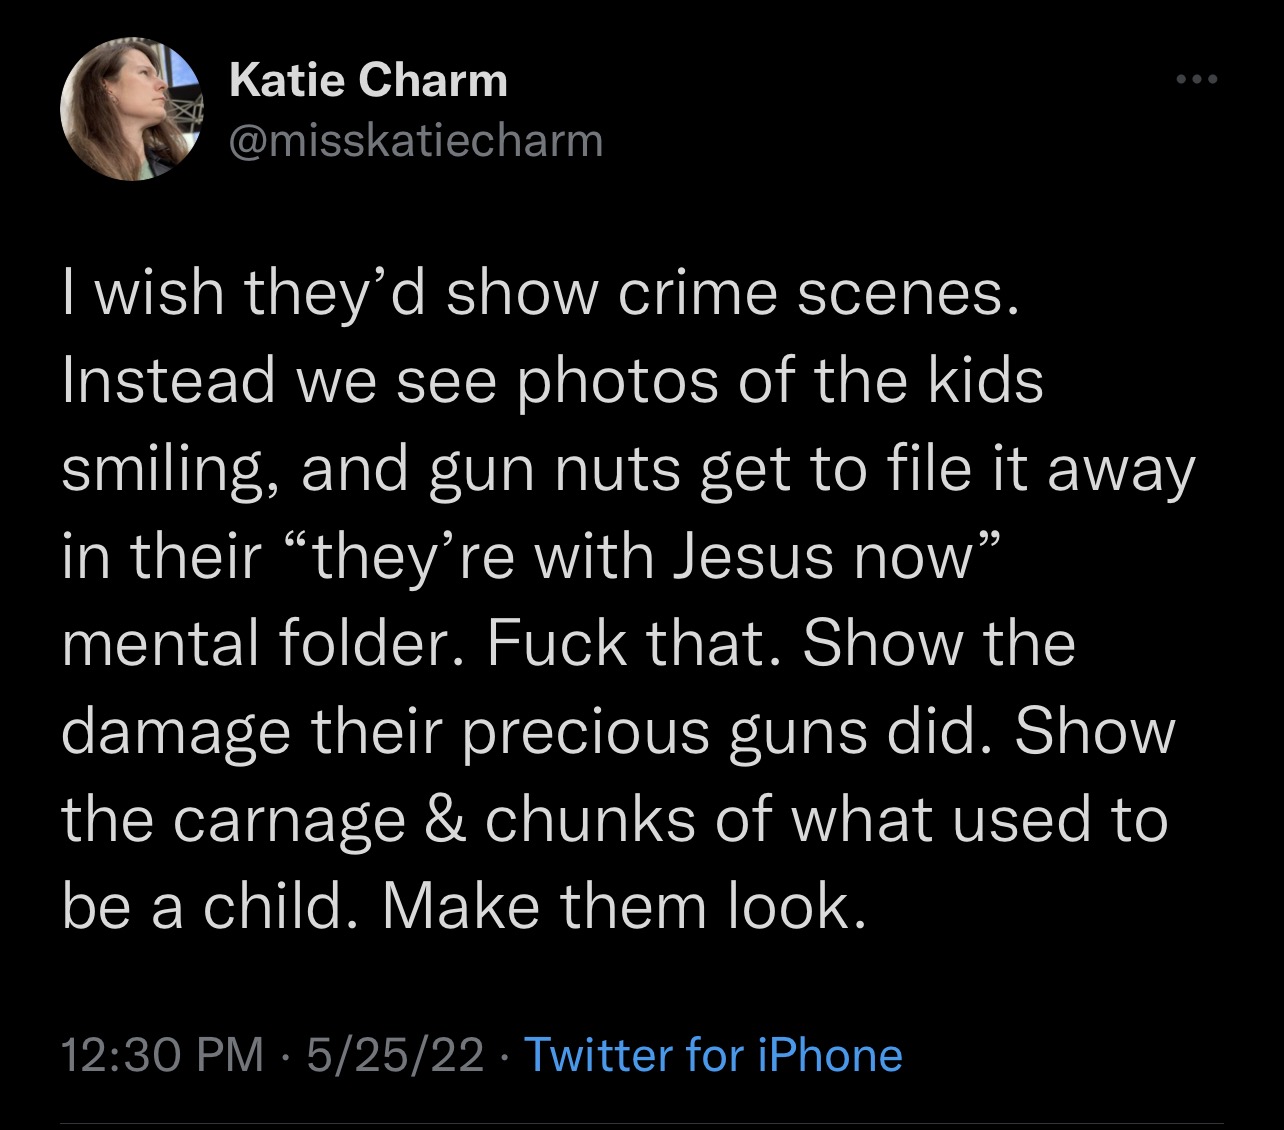 Katie Charm
@misskatiecharm
I wish they’d show crime scenes.
Instead we see photos of the kids
smiling, and gun nuts get to file it away
in their “they’re with Jesus now”
mental folder. Fuck that. Show the
damage their precious guns did. Show
the carnage & chunks of what used to
be a child. Make them look.
12:30 PM · 5/25/22 · Twitter for iPhone